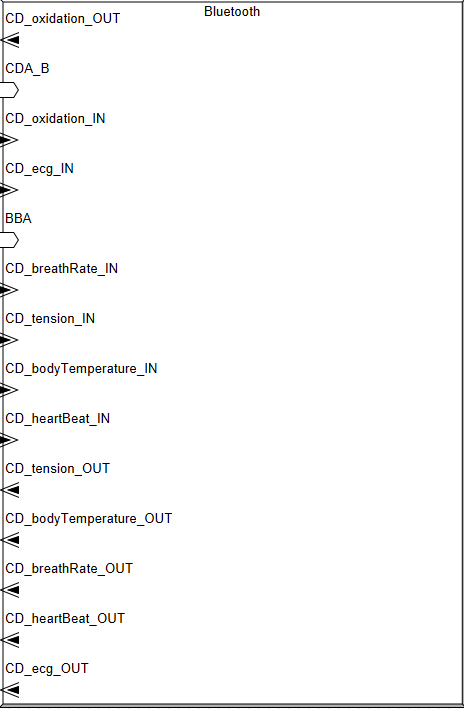 Bluetooth
CD_oxidation_OUT
CDA_B
CD_oxidation_IN
CD_ecg_IN
BBA
CD_breathRate_IN
CD_tension_IN
CD_bodyTemperature_IN
CD_heartBeat_IN
CD_tension_OUT
CD_bodyTemperature_OUT
CD_breathRate_OUT
CD_heartBeat_OUT
CD_ecg_OUT